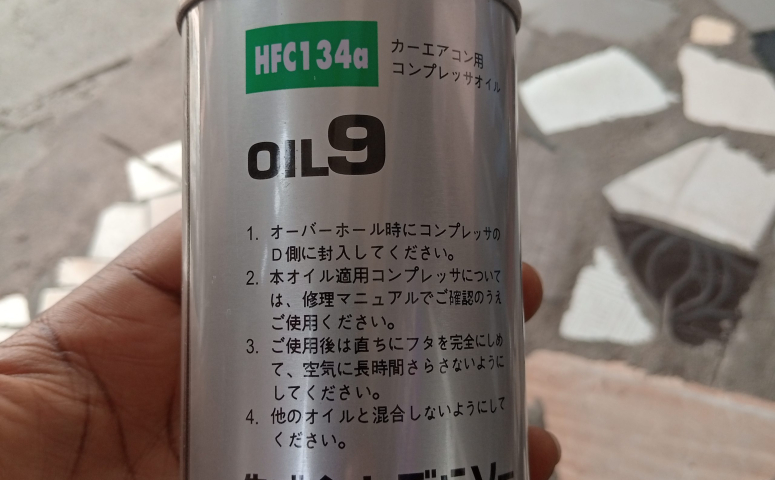 HFC134a
カーエアコン用
コンプレッサオイル
OIL9
1. オーバーホール時にコンプレッサの
D側に封入してください。
2. 本オイル適用コンプレッサについて
は、修理マニュアルでご確認のうえ
ご使用ください。
3. ご使用後は直ちにフタを完全にしめ
て、空気に長時間さらさないように
してください。
4. 他のオイルと混合しないようにして
ください。